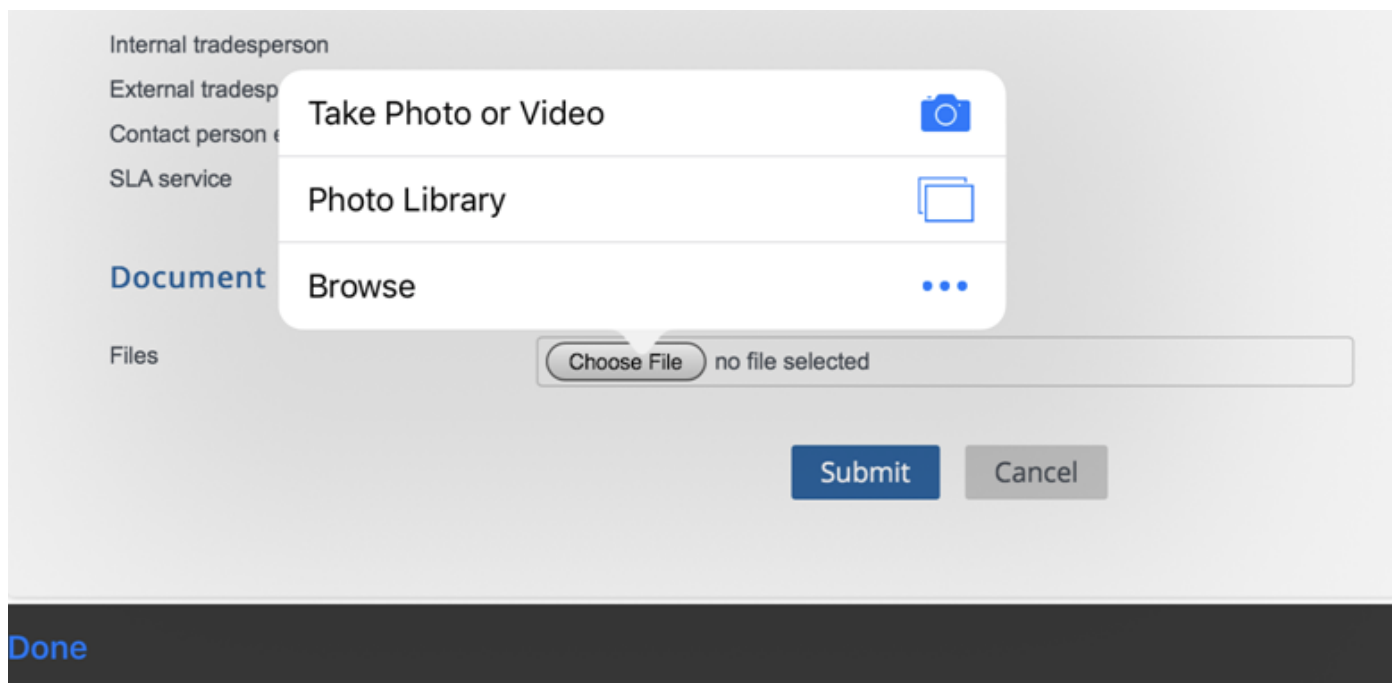 Internal tradesperson
External tradesp
Take Photo or Video
Contact person e
SLA service
Photo Library
Document
Browse
Files
Choose File no file selected
Submit Cancel
Done